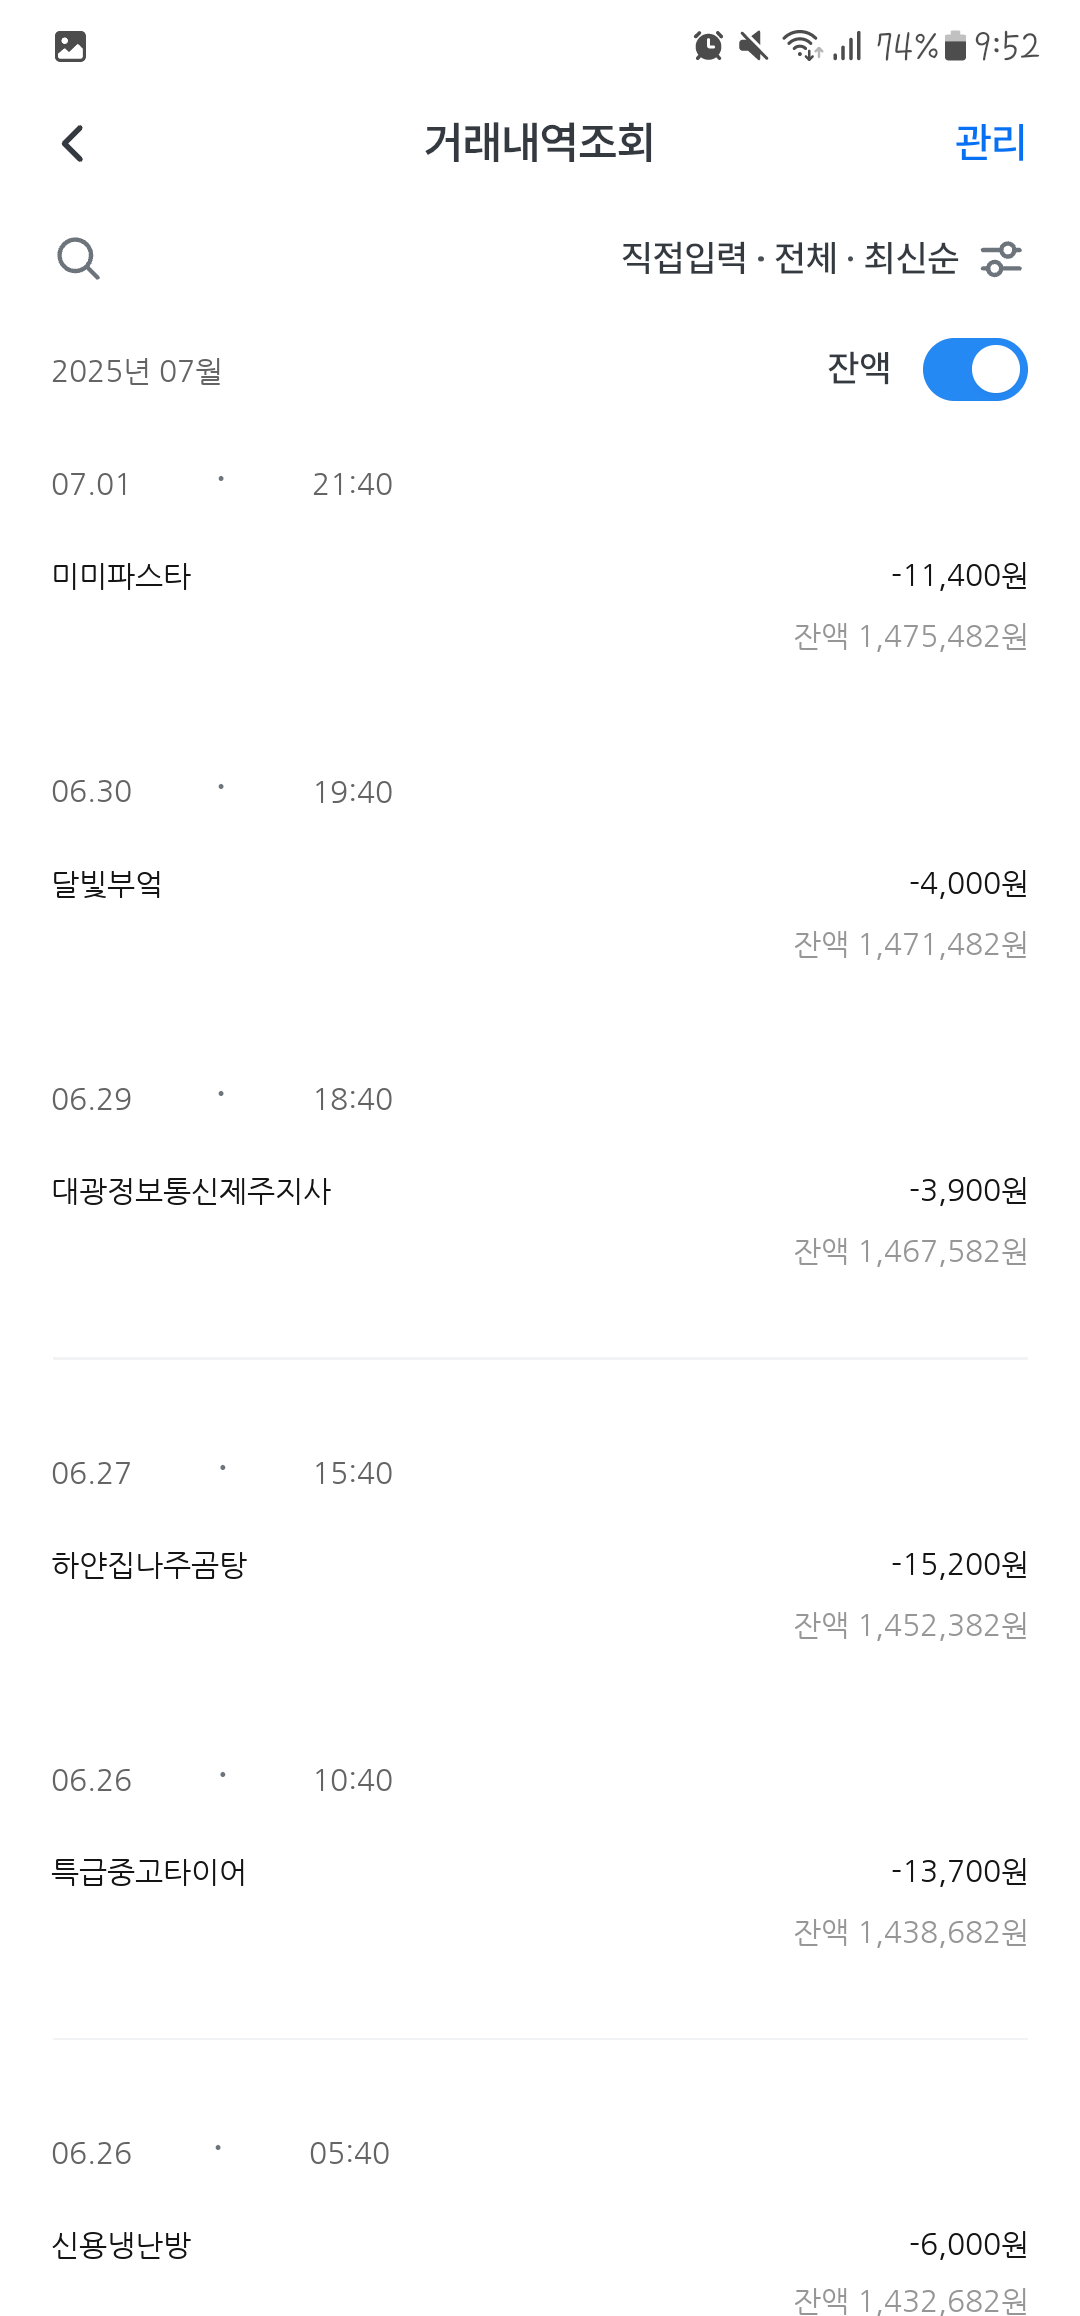 74% 9:52
거래내역조회 관리
직접입력 · 전체 · 최신순
2025년 07월 잔액
07.01 · 21:40
미미파스타 -11,400원
잔액 1,475,482원
06.30 · 19:40
달빛부엌 -4,000원
잔액 1,471,482원
06.29 · 18:40
대광정보통신제주지사 -3,900원
잔액 1,467,582원
06.27 · 15:40
하얀집나주곰탕 -15,200원
잔액 1,452,382원
06.26 · 10:40
특급중고타이어 -13,700원
잔액 1,438,682원
06.26 · 05:40
신용냉난방 -6,000원
잔액 1,432,682원